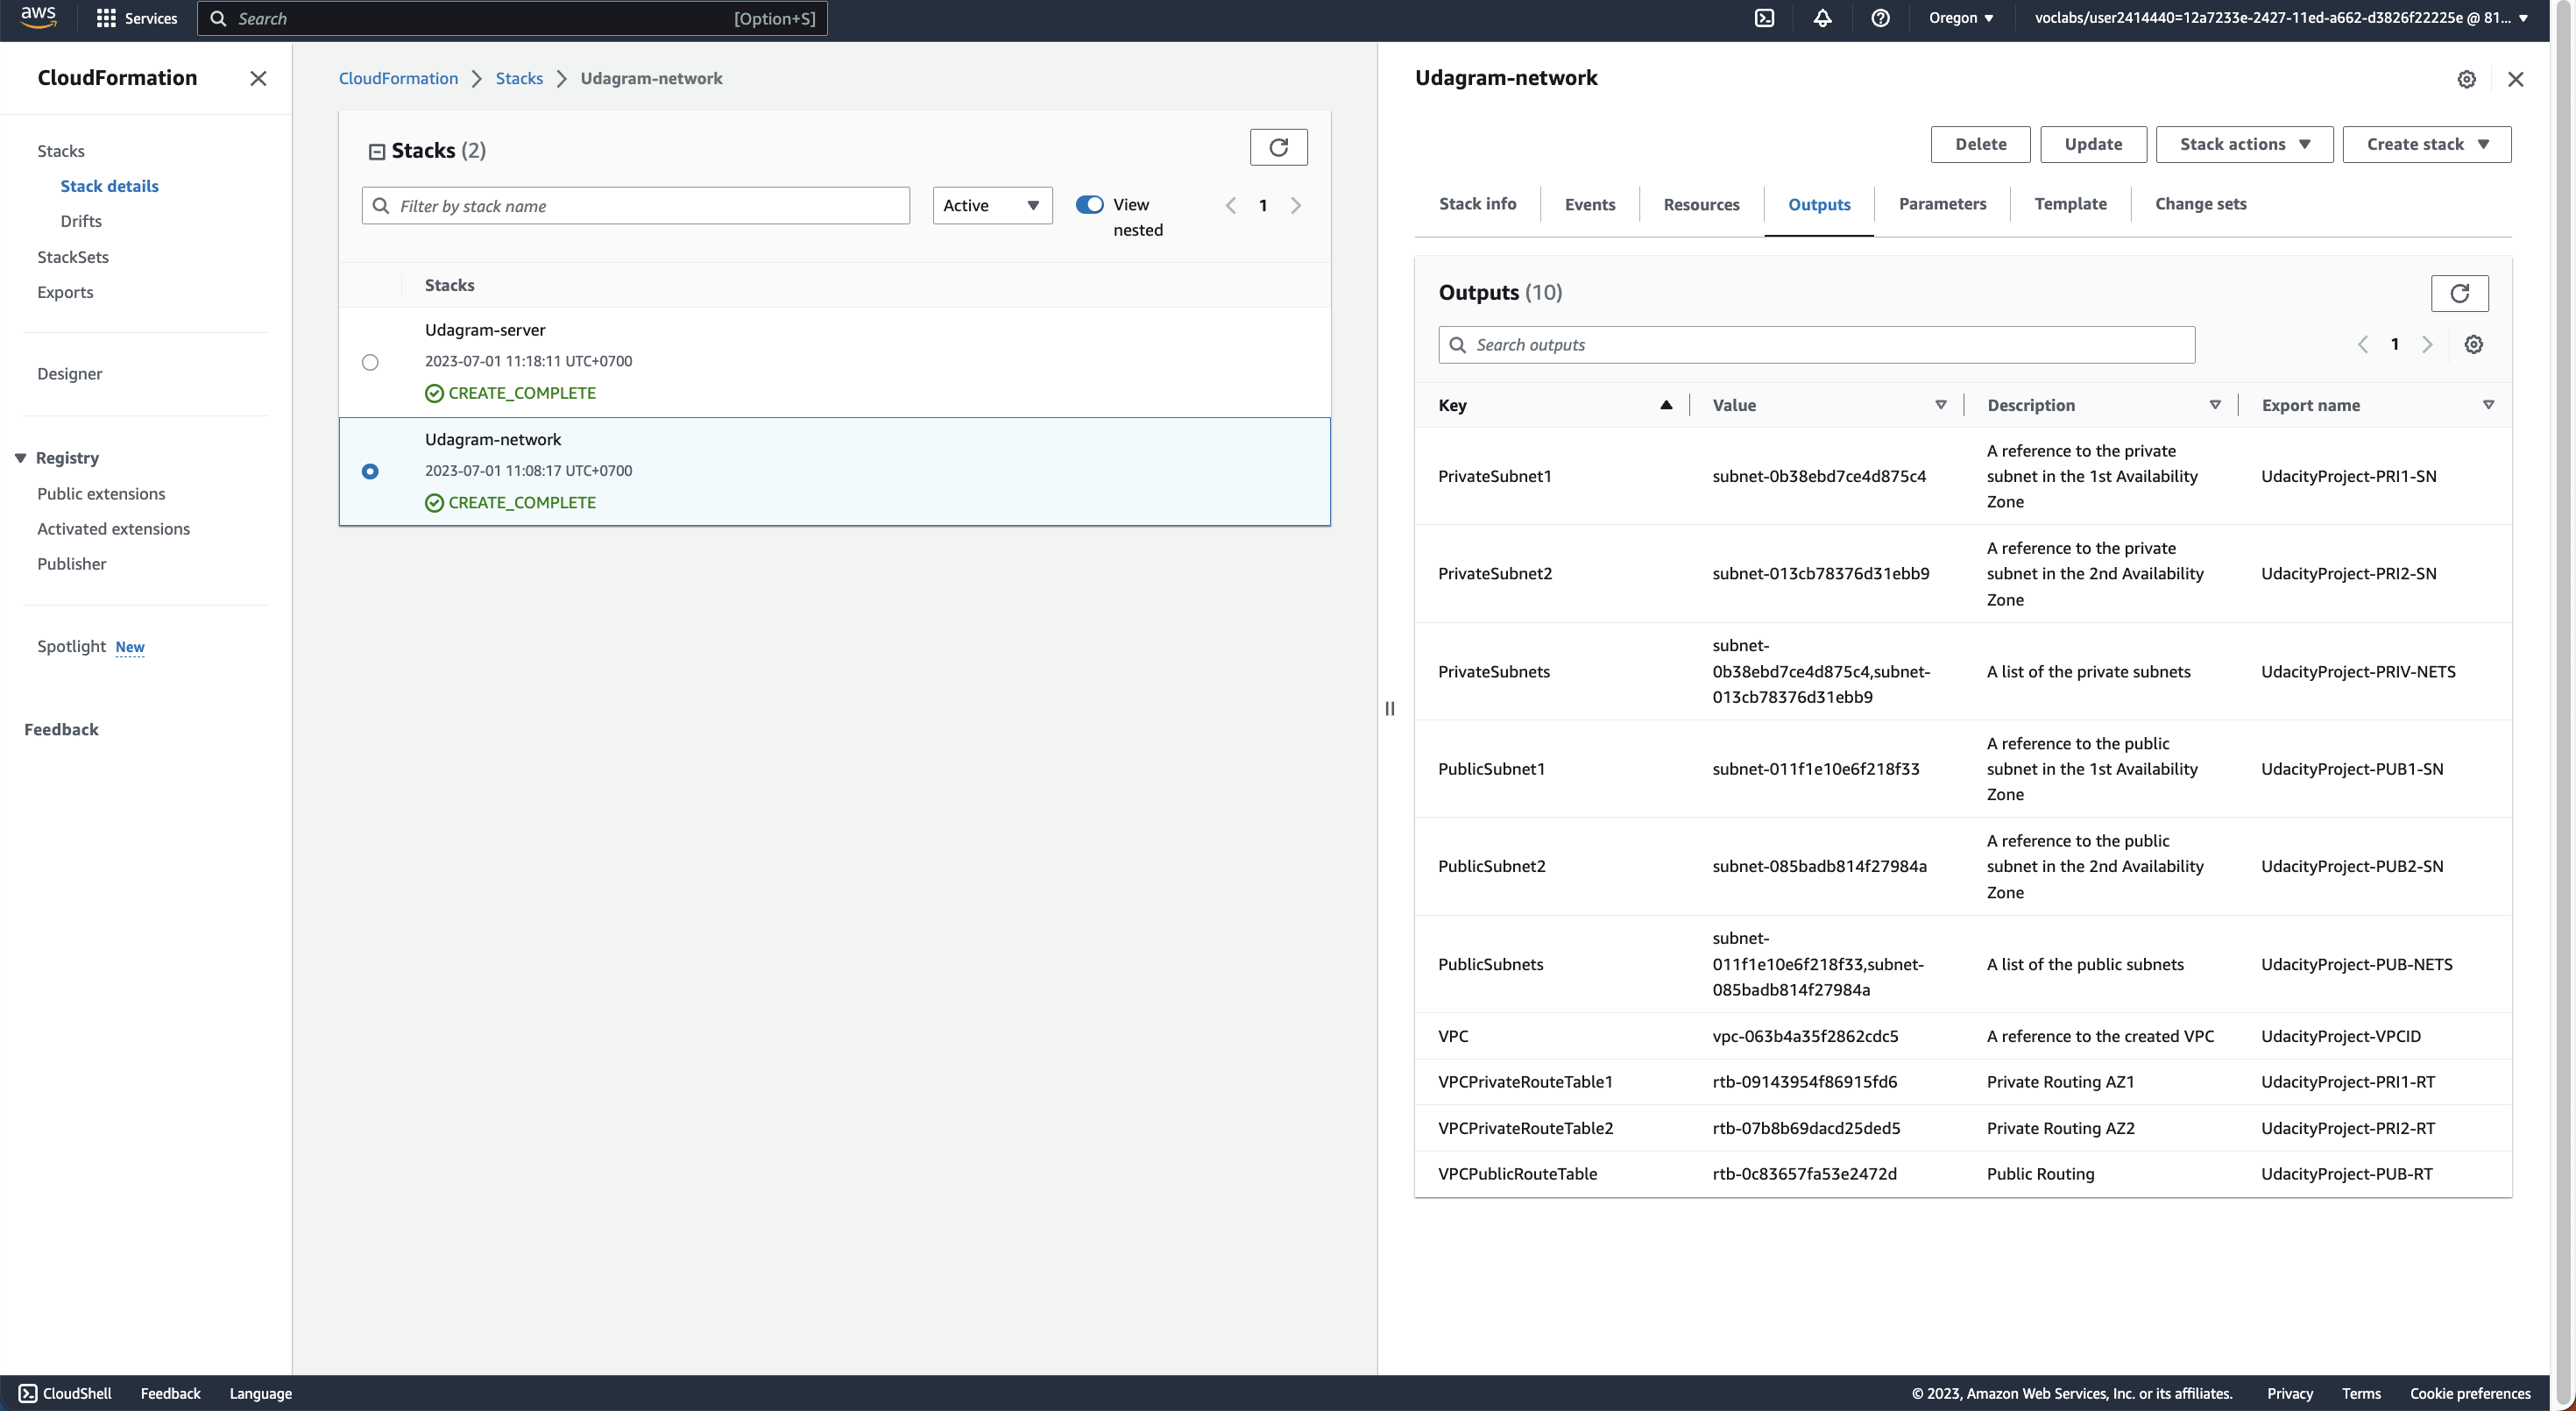 aws
Services
Search
[Option+S]
Oregon
voclabs/user2414440=12a7233e-2427-11ed-a662-d3826f22225e @ 81...
CloudFormation
Stacks
Stack details
Drifts
StackSets
Exports
Designer
Registry
Public extensions
Activated extensions
Publisher
Spotlight New
Feedback
CloudFormation
Stacks
Udagram-network
Stacks (2)
Filter by stack name
Active
View
nested
1
Stacks
Udagram-server
2023-07-01 11:18:11 UTC+0700
CREATE_COMPLETE
Udagram-network
2023-07-01 11:08:17 UTC+0700
CREATE_COMPLETE
Udagram-network
Delete
Update
Stack actions
Create stack
Stack info
Events
Resources
Outputs
Parameters
Template
Change sets
Outputs (10)
Search outputs
1
Key
Value
Description
Export name
PrivateSubnet1
subnet-0b38ebd7ce4d875c4
A reference to the private
subnet in the 1st Availability
Zone
UdacityProject-PRI1-SN
PrivateSubnet2
subnet-013cb78376d31ebb9
A reference to the private
subnet in the 2nd Availability
Zone
UdacityProject-PRI2-SN
PrivateSubnets
subnet-
0b38ebd7ce4d875c4,subnet-
013cb78376d31ebb9
A list of the private subnets
UdacityProject-PRIV-NETS
PublicSubnet1
subnet-011f1e10e6f218f33
A reference to the public
subnet in the 1st Availability
Zone
UdacityProject-PUB1-SN
PublicSubnet2
subnet-085badb814f27984a
A reference to the public
subnet in the 2nd Availability
Zone
UdacityProject-PUB2-SN
PublicSubnets
subnet-
011f1e10e6f218f33,subnet-
085badb814f27984a
A list of the public subnets
UdacityProject-PUB-NETS
VPC
vpc-063b4a35f2862cdc5
A reference to the created VPC
UdacityProject-VPCID
VPCPrivateRouteTable1
rtb-09143954f86915fd6
Private Routing AZ1
UdacityProject-PRI1-RT
VPCPrivateRouteTable2
rtb-07b8b69dacd25ded5
Private Routing AZ2
UdacityProject-PRI2-RT
VPCPublicRouteTable
rtb-0c83657fa53e2472d
Public Routing
UdacityProject-PUB-RT
CloudShell
Feedback
Language
© 2023, Amazon Web Services, Inc. or its affiliates.
Privacy
Terms
Cookie preferences